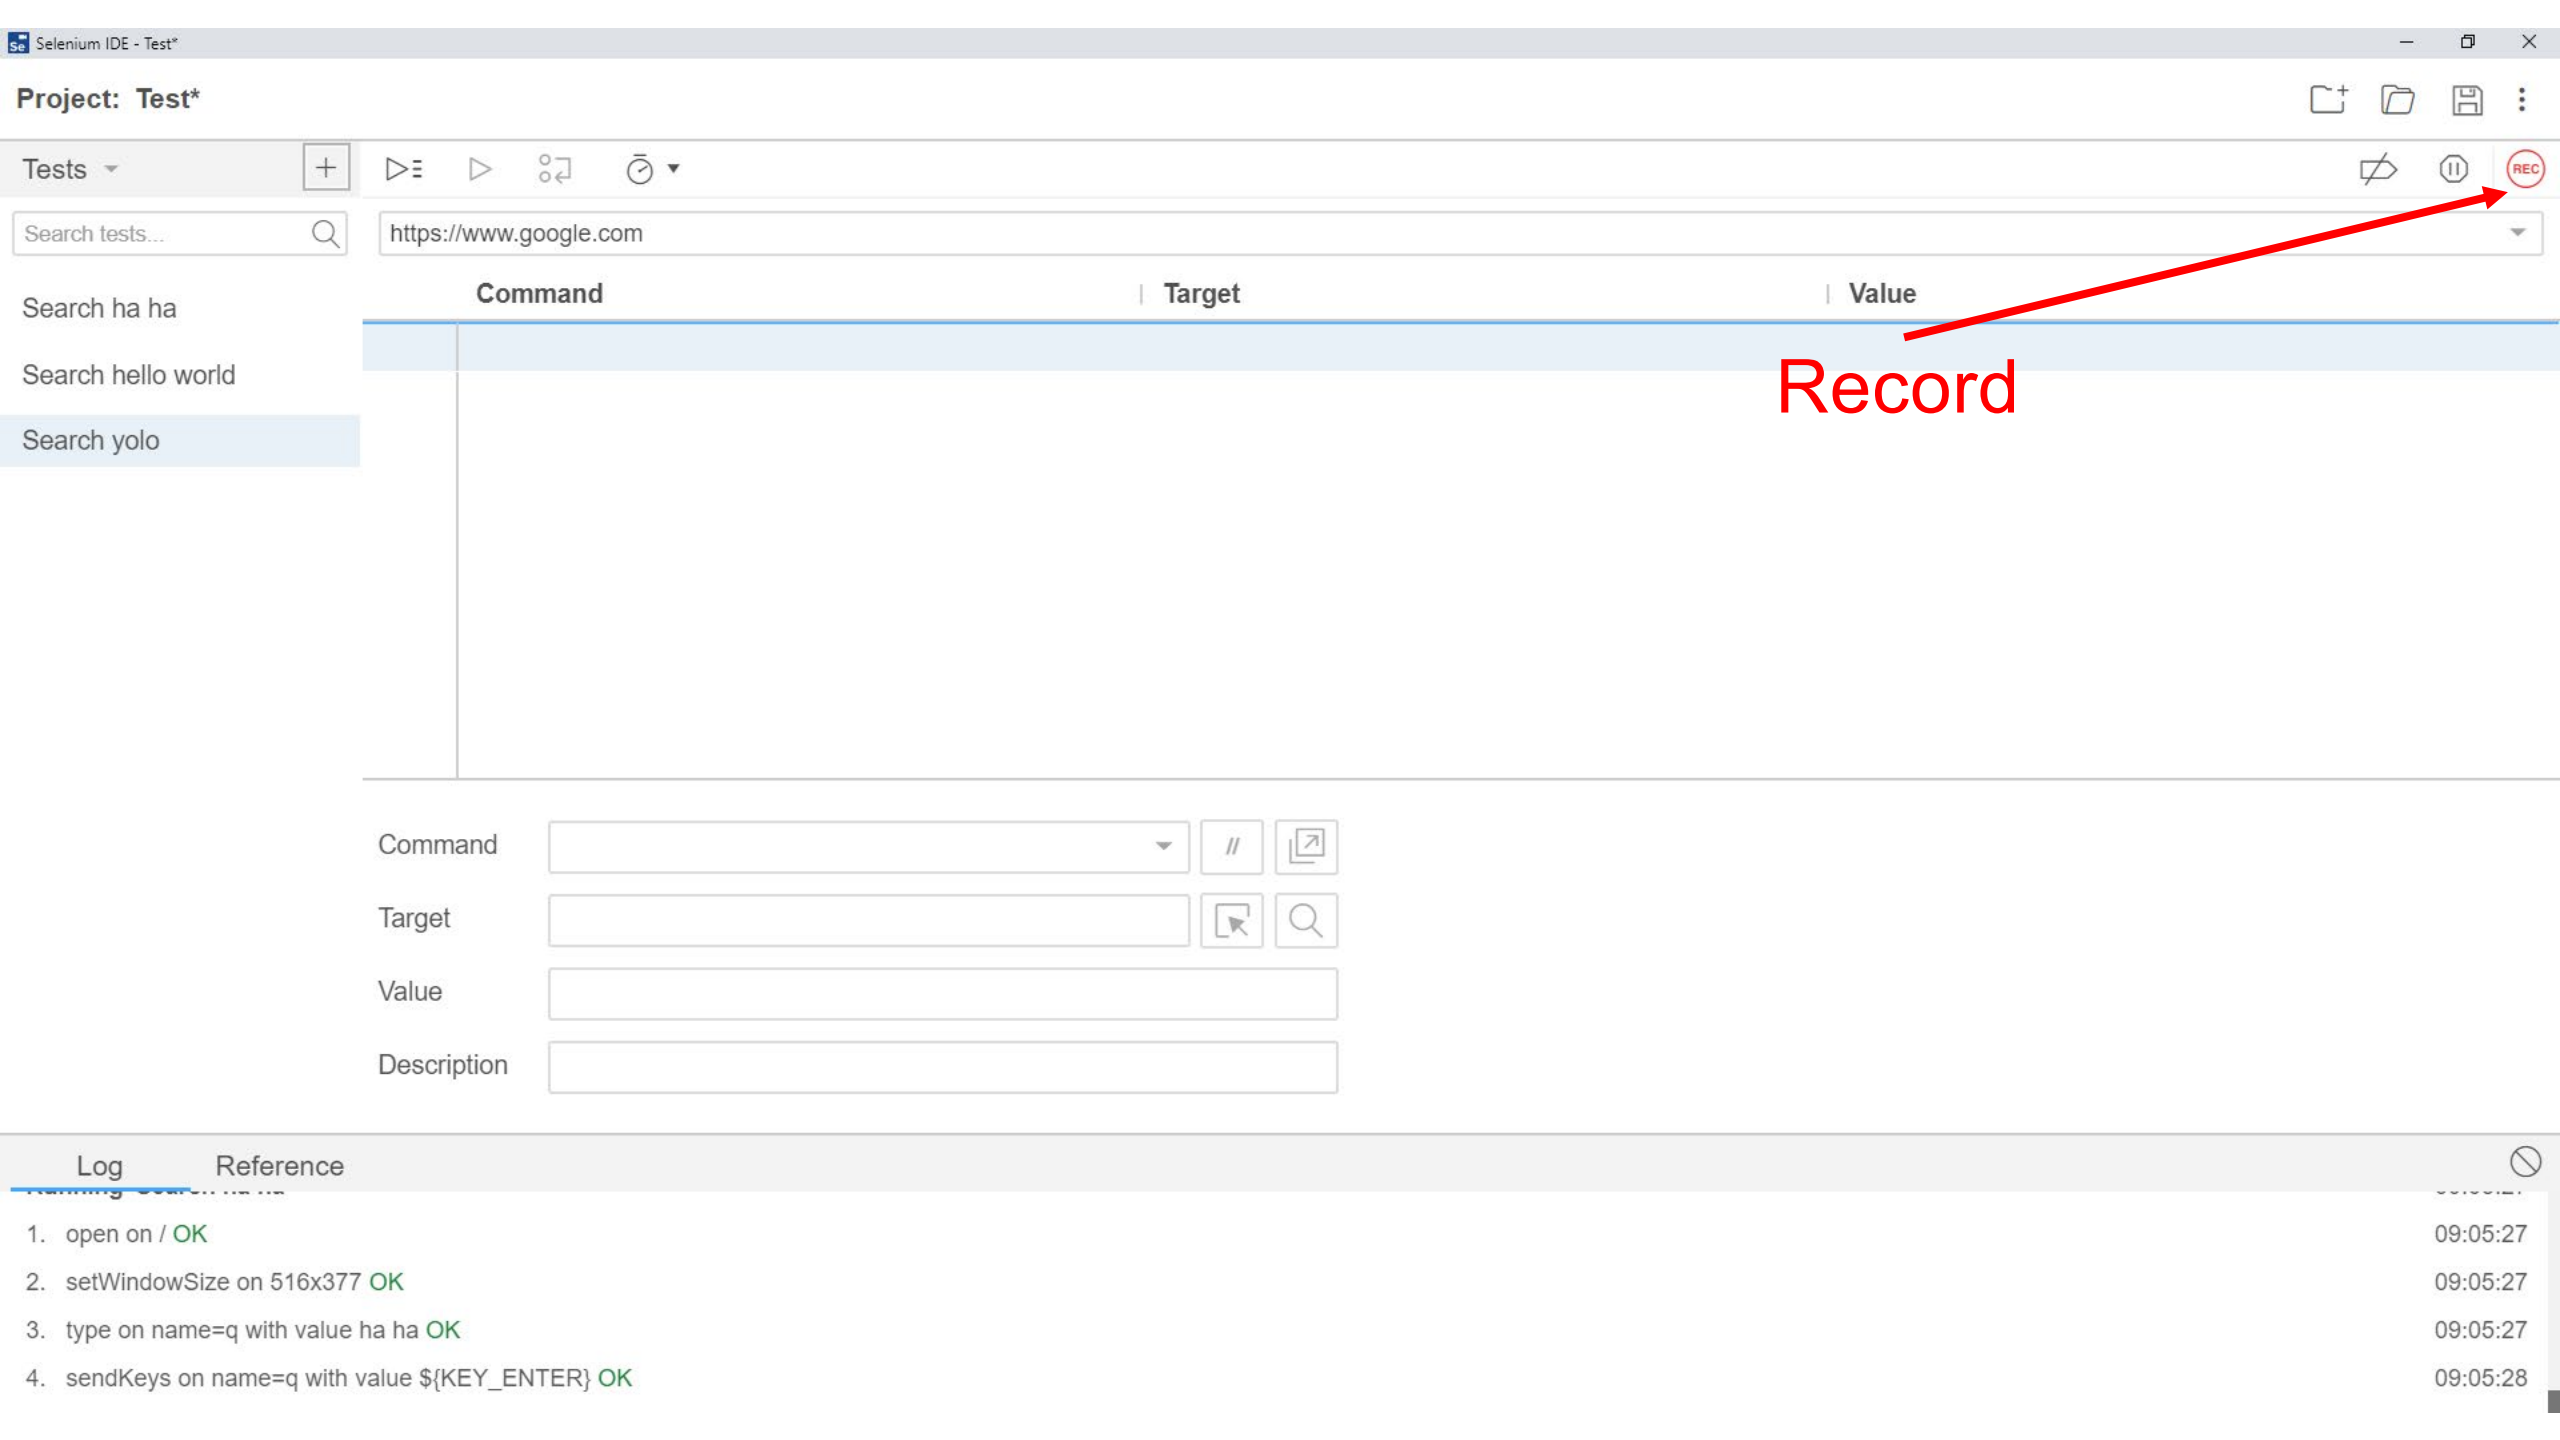 Se Selenium IDE - Test*
Project: Test*
Tests
REC
Search tests...
https://www.google.com
Command Target Value
Search ha ha
Search hello world
Search yolo
Record
Command //
Target
Value
Description
Log Reference
1. open on / OK 09:05:27
2. setWindowSize on 516x377 OK 09:05:27
3. type on name=q with value ha ha OK 09:05:27
4. sendKeys on name=q with value ${KEY_ENTER} OK 09:05:28